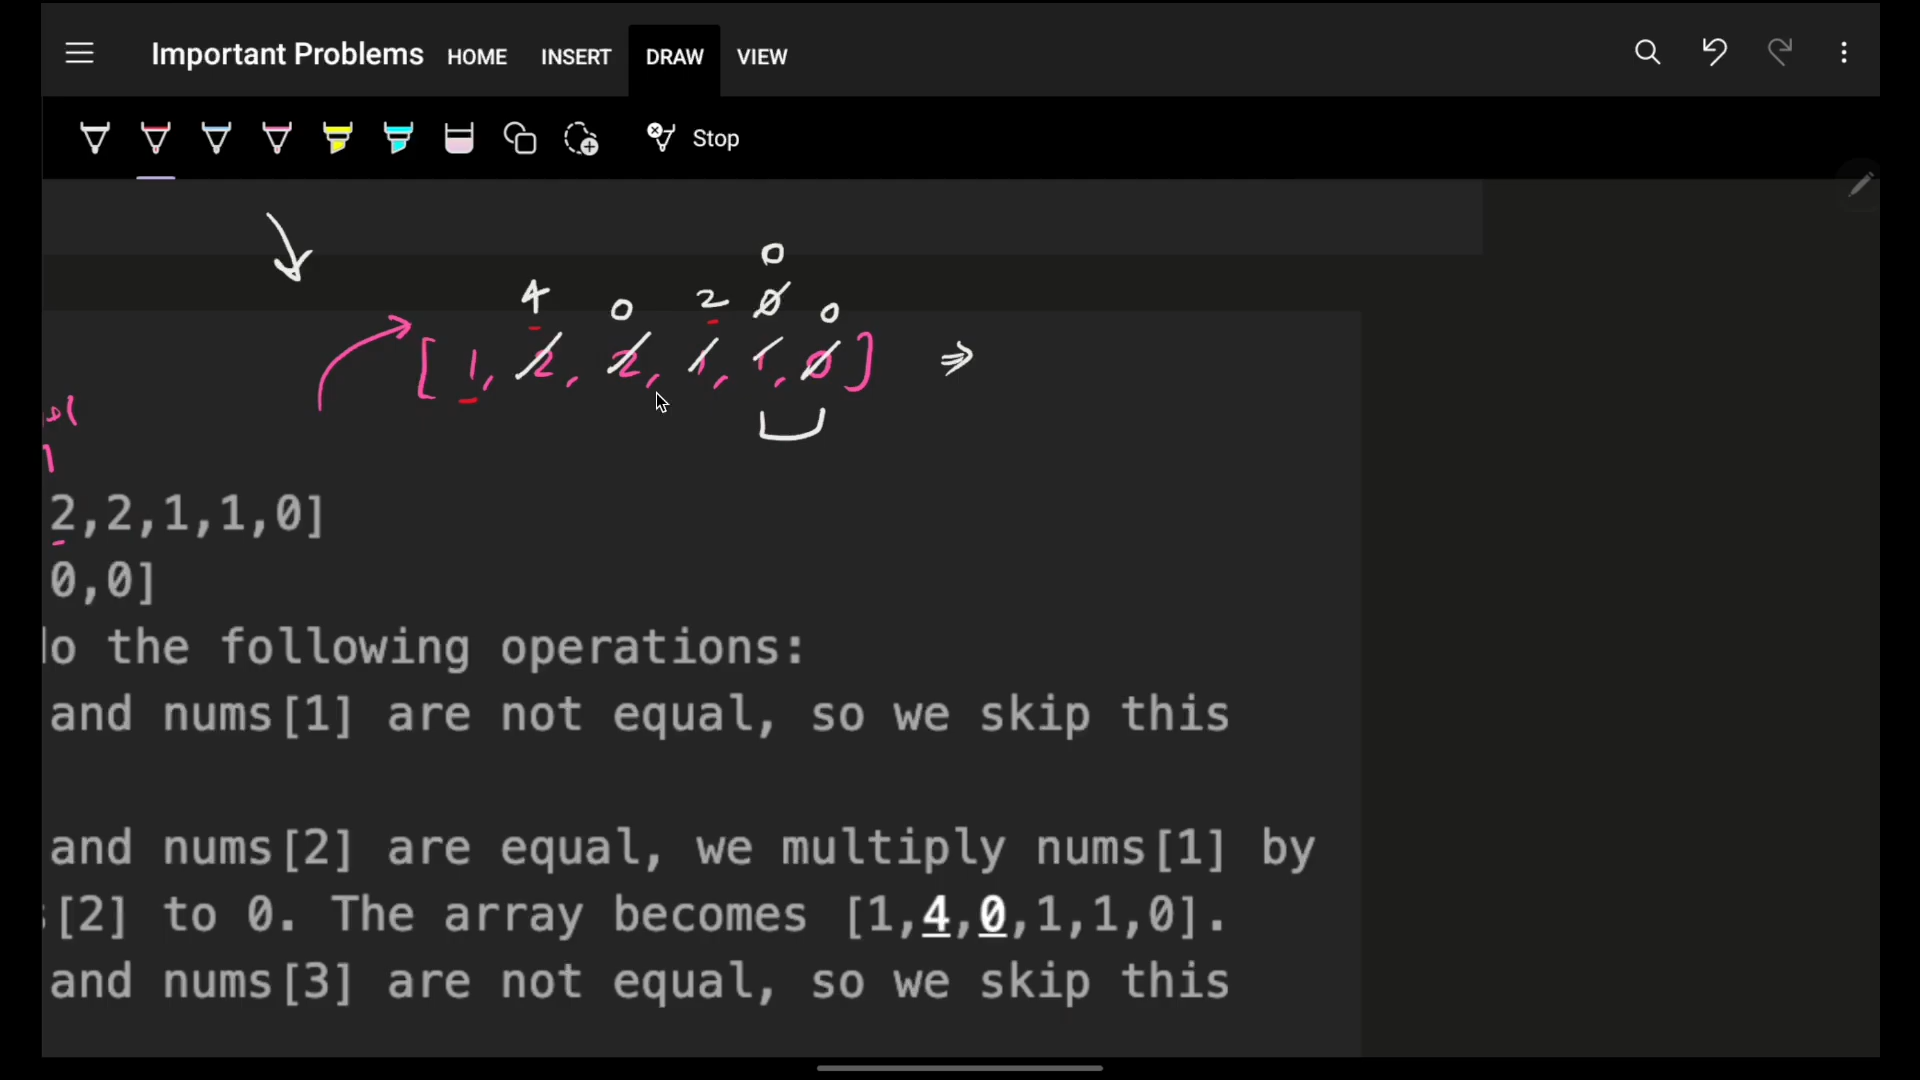 Important Problems HOME INSERT DRAW VIEW
Stop
0
4 0 2 0 0
[ 1, 2, 2, 1, 1, 0 ] ⇒
1
2,2,1,1,0]
0,0]
o the following operations:
and nums[1] are not equal, so we skip this
and nums[2] are equal, we multiply nums[1] by
[2] to 0. The array becomes [1,4,0,1,1,0].
and nums[3] are not equal, so we skip this